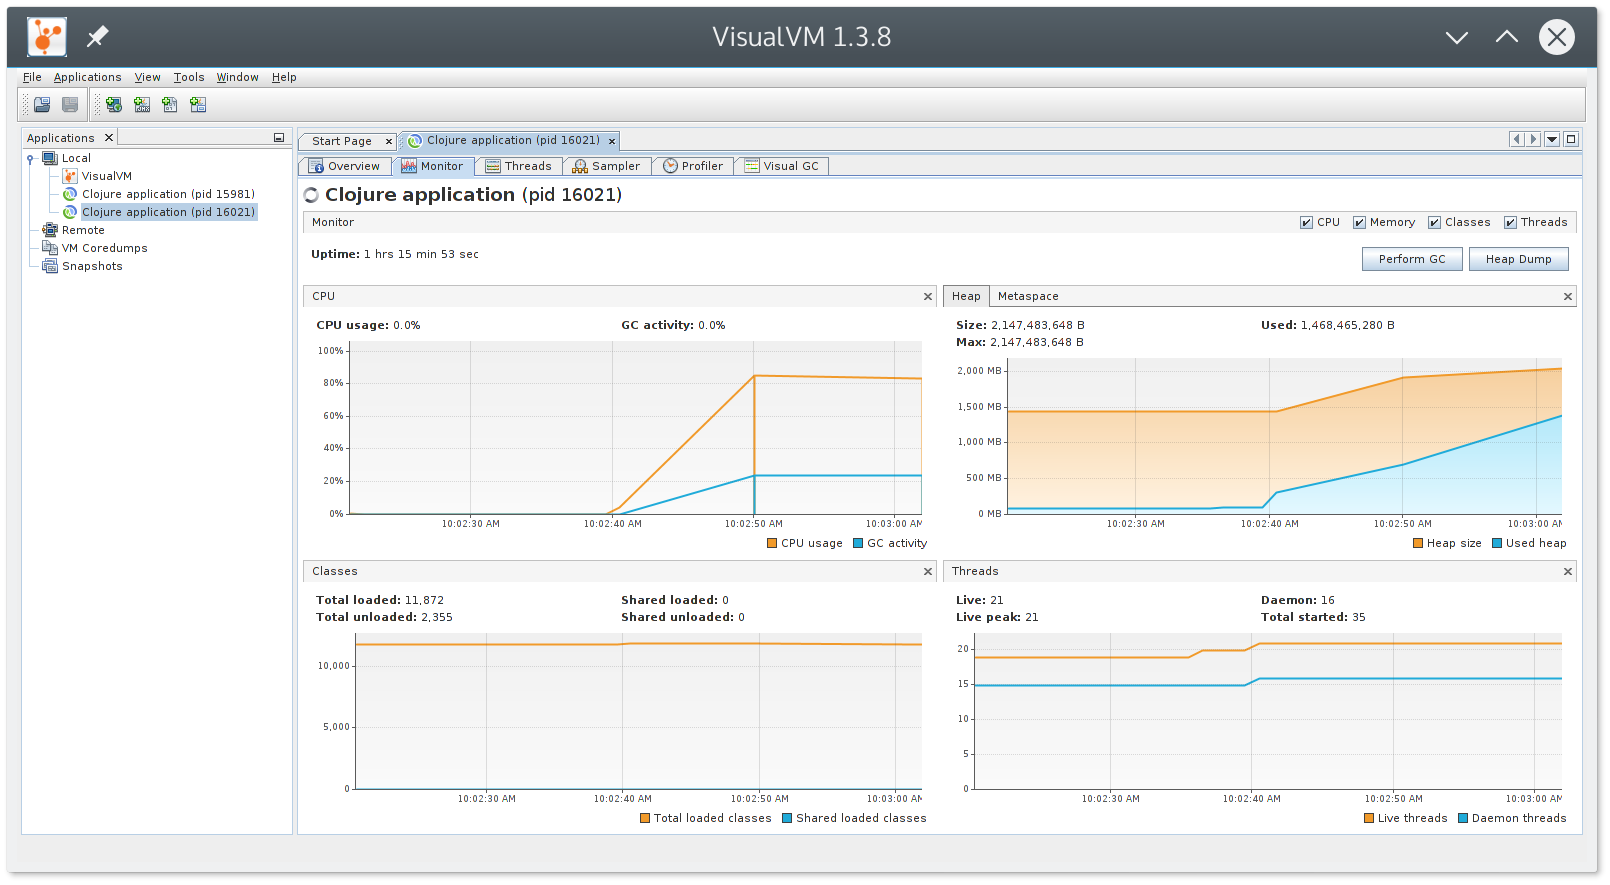 VisualVM 1.3.8
File Applications View Tools Window Help
Applications
Local
VisualVM
Clojure application (pid 15981)
Clojure application (pid 16021)
Remote
VM Coredumps
Snapshots
Start Page Clojure application (pid 16021)
Overview Monitor Threads Sampler Profiler Visual GC
Clojure application (pid 16021)
Monitor CPU Memory Classes Threads
Uptime: 1 hrs 15 min 53 sec
Perform GC Heap Dump
CPU
CPU usage: 0.0% GC activity: 0.0%
100%
80%
60%
40%
20%
0%
10:02:30 AM 10:02:40 AM 10:02:50 AM 10:03:00 AM
CPU usage GC activity
Heap Metaspace
Size: 2,147,483,648 B Used: 1,468,465,280 B
Max: 2,147,483,648 B
2,000 MB
1,500 MB
1,000 MB
500 MB
0 MB
10:02:30 AM 10:02:40 AM 10:02:50 AM 10:03:00 AM
Heap size Used heap
Classes
Total loaded: 11,872 Shared loaded: 0
Total unloaded: 2,355 Shared unloaded: 0
10,000
5,000
0
10:02:30 AM 10:02:40 AM 10:02:50 AM 10:03:00 AM
Total loaded classes Shared loaded classes
Threads
Live: 21 Daemon: 16
Live peak: 21 Total started: 35
20
15
10
5
0
10:02:30 AM 10:02:40 AM 10:02:50 AM 10:03:00 AM
Live threads Daemon threads